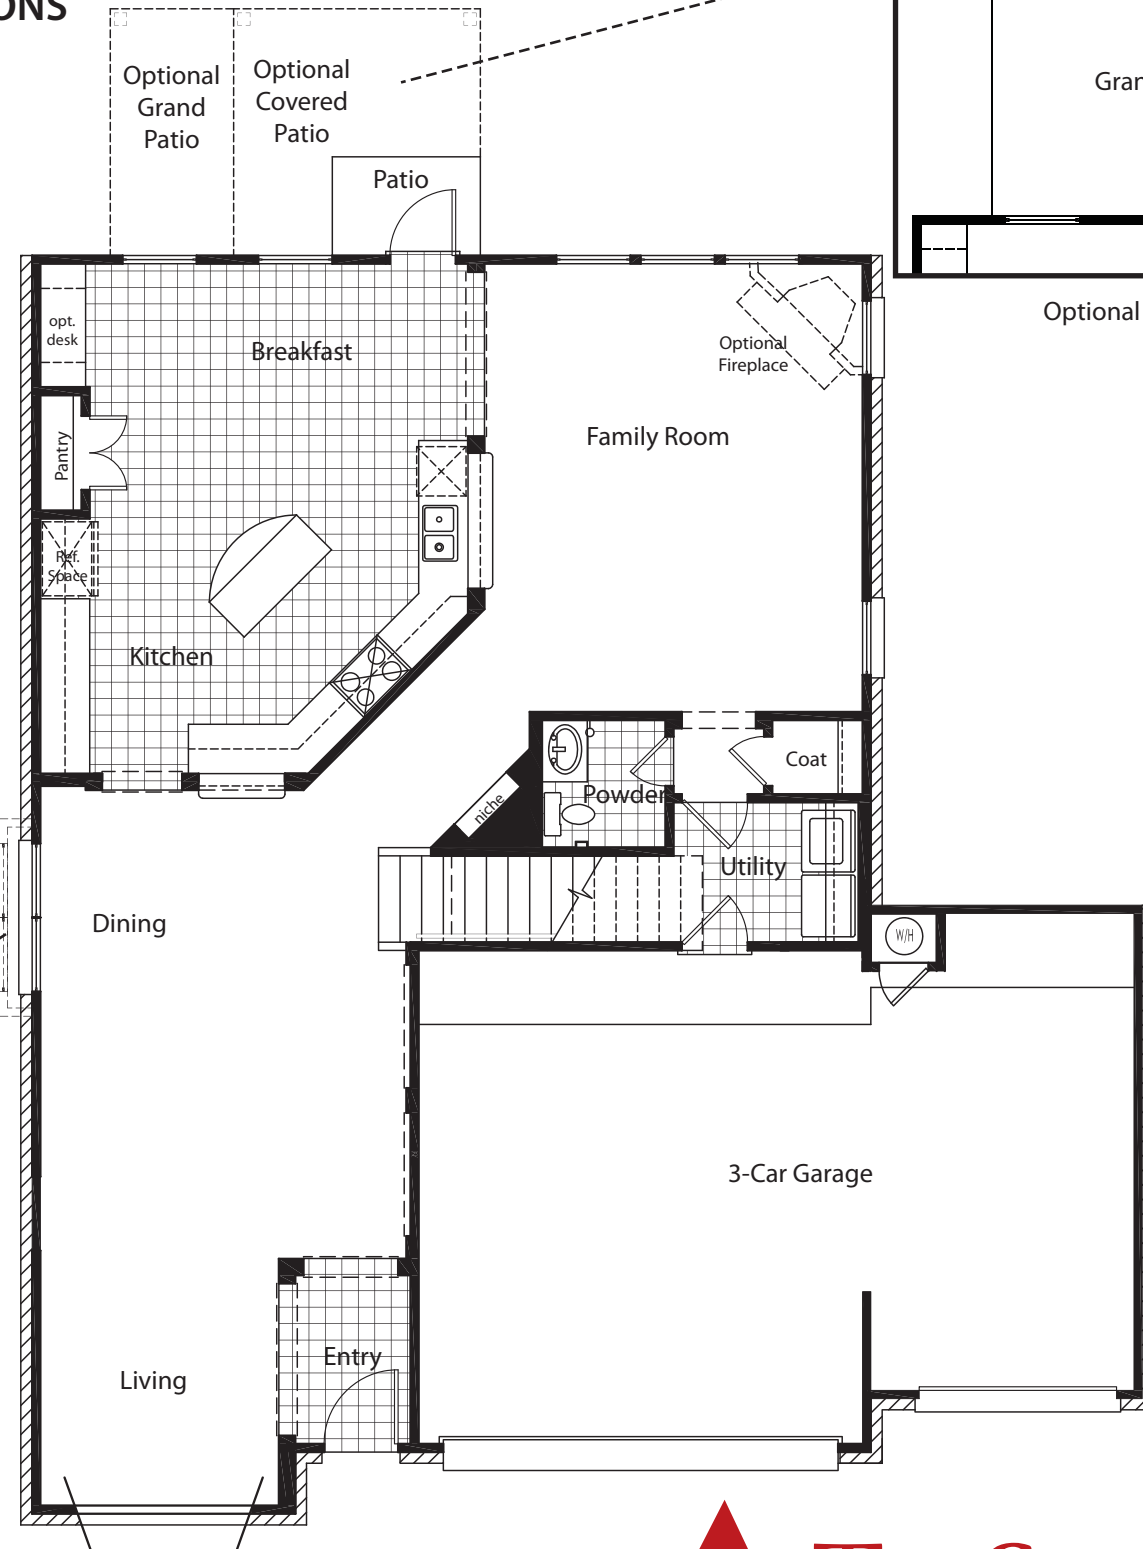 ONS
Optional
Grand
Patio
Optional
Covered
Patio
Patio
Gran
Optional
opt.
desk
Breakfast
Optional
Fireplace
Family Room
Pantry
Ref.
Space
Kitchen
Coat
Powder
niche
Utility
Dining
W/H
3-Car Garage
Entry
Living